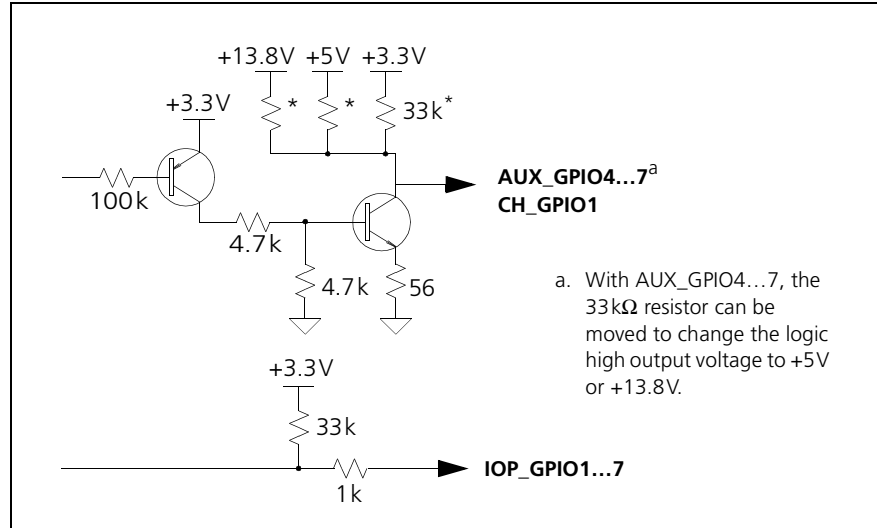 +13.8V +5V +3.3V
* * 33k*
+3.3V
AUX_GPIO4...7a
CH_GPIO1
100k
4.7k
4.7k 56
a. With AUX_GPIO4...7, the
33kΩ resistor can be
moved to change the logic
high output voltage to +5V
or +13.8V.
+3.3V
33k
IOP_GPIO1...7
1k